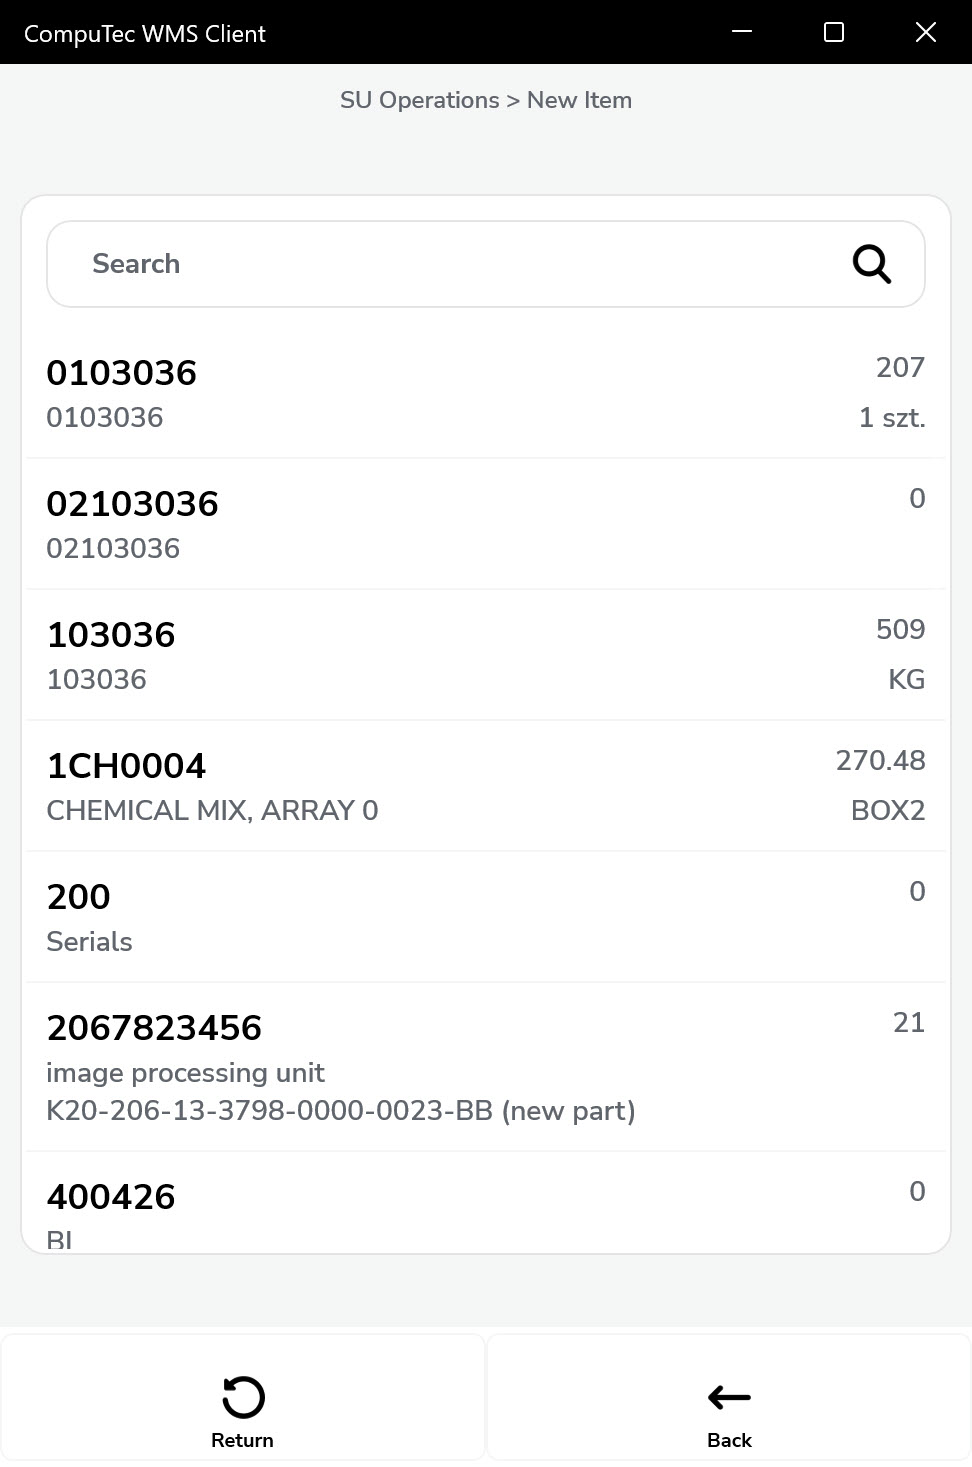 CompuTec WMS Client
SU Operations > New Item
Search
0103036
207
0103036
1 szt.
02103036
0
02103036
103036
509
103036
KG
1CH0004
270.48
CHEMICAL MIX, ARRAY 0
BOX2
200
0
Serials
2067823456
21
image processing unit
K20-206-13-3798-0000-0023-BB (new part)
400426
0
Return
Back